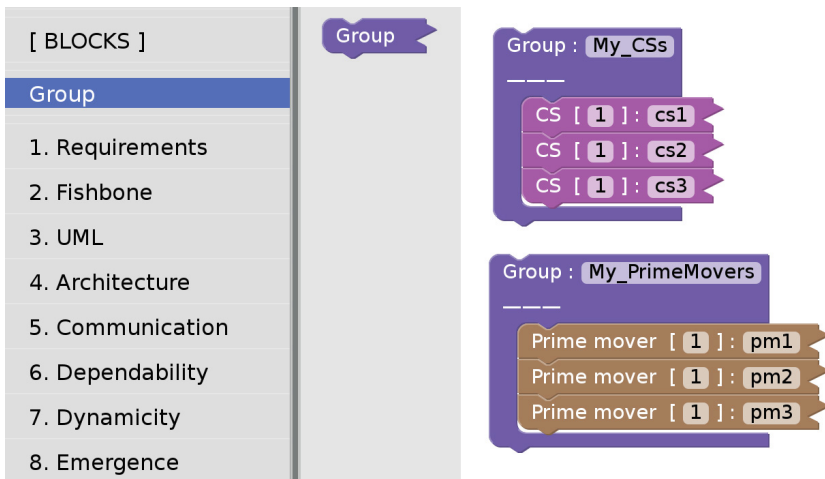 [ BLOCKS ]
Group
1. Requirements
2. Fishbone
3. UML
4. Architecture
5. Communication
6. Dependability
7. Dynamicity
8. Emergence
Group
Group : My_CSs
———
CS [ 1 ] : cs1
CS [ 1 ] : cs2
CS [ 1 ] : cs3
Group : My_PrimeMovers
———
Prime mover [ 1 ] : pm1
Prime mover [ 1 ] : pm2
Prime mover [ 1 ] : pm3